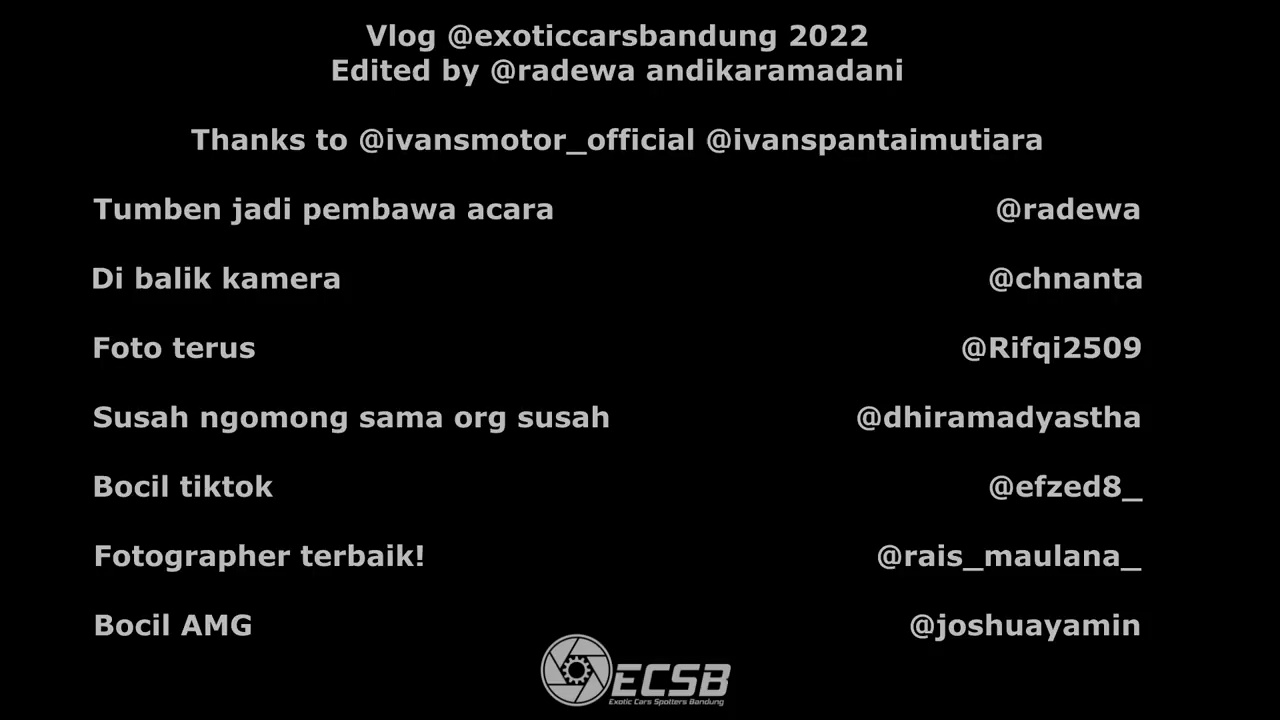 Vlog @exoticcarsbandung 2022
Edited by @radewa andikaramadani
Thanks to @ivansmotor_official @ivanspantaimutiara
Tumben jadi pembawa acara @radewa
Di balik kamera @chnanta
Foto terus @Rifqi2509
Susah ngomong sama org susah @dhiramadyastha
Bocil tiktok @efzed8_
Fotographer terbaik! @rais_maulana_
Bocil AMG @joshuayamin
ECSB
Exotic Cars Spotters Bandung